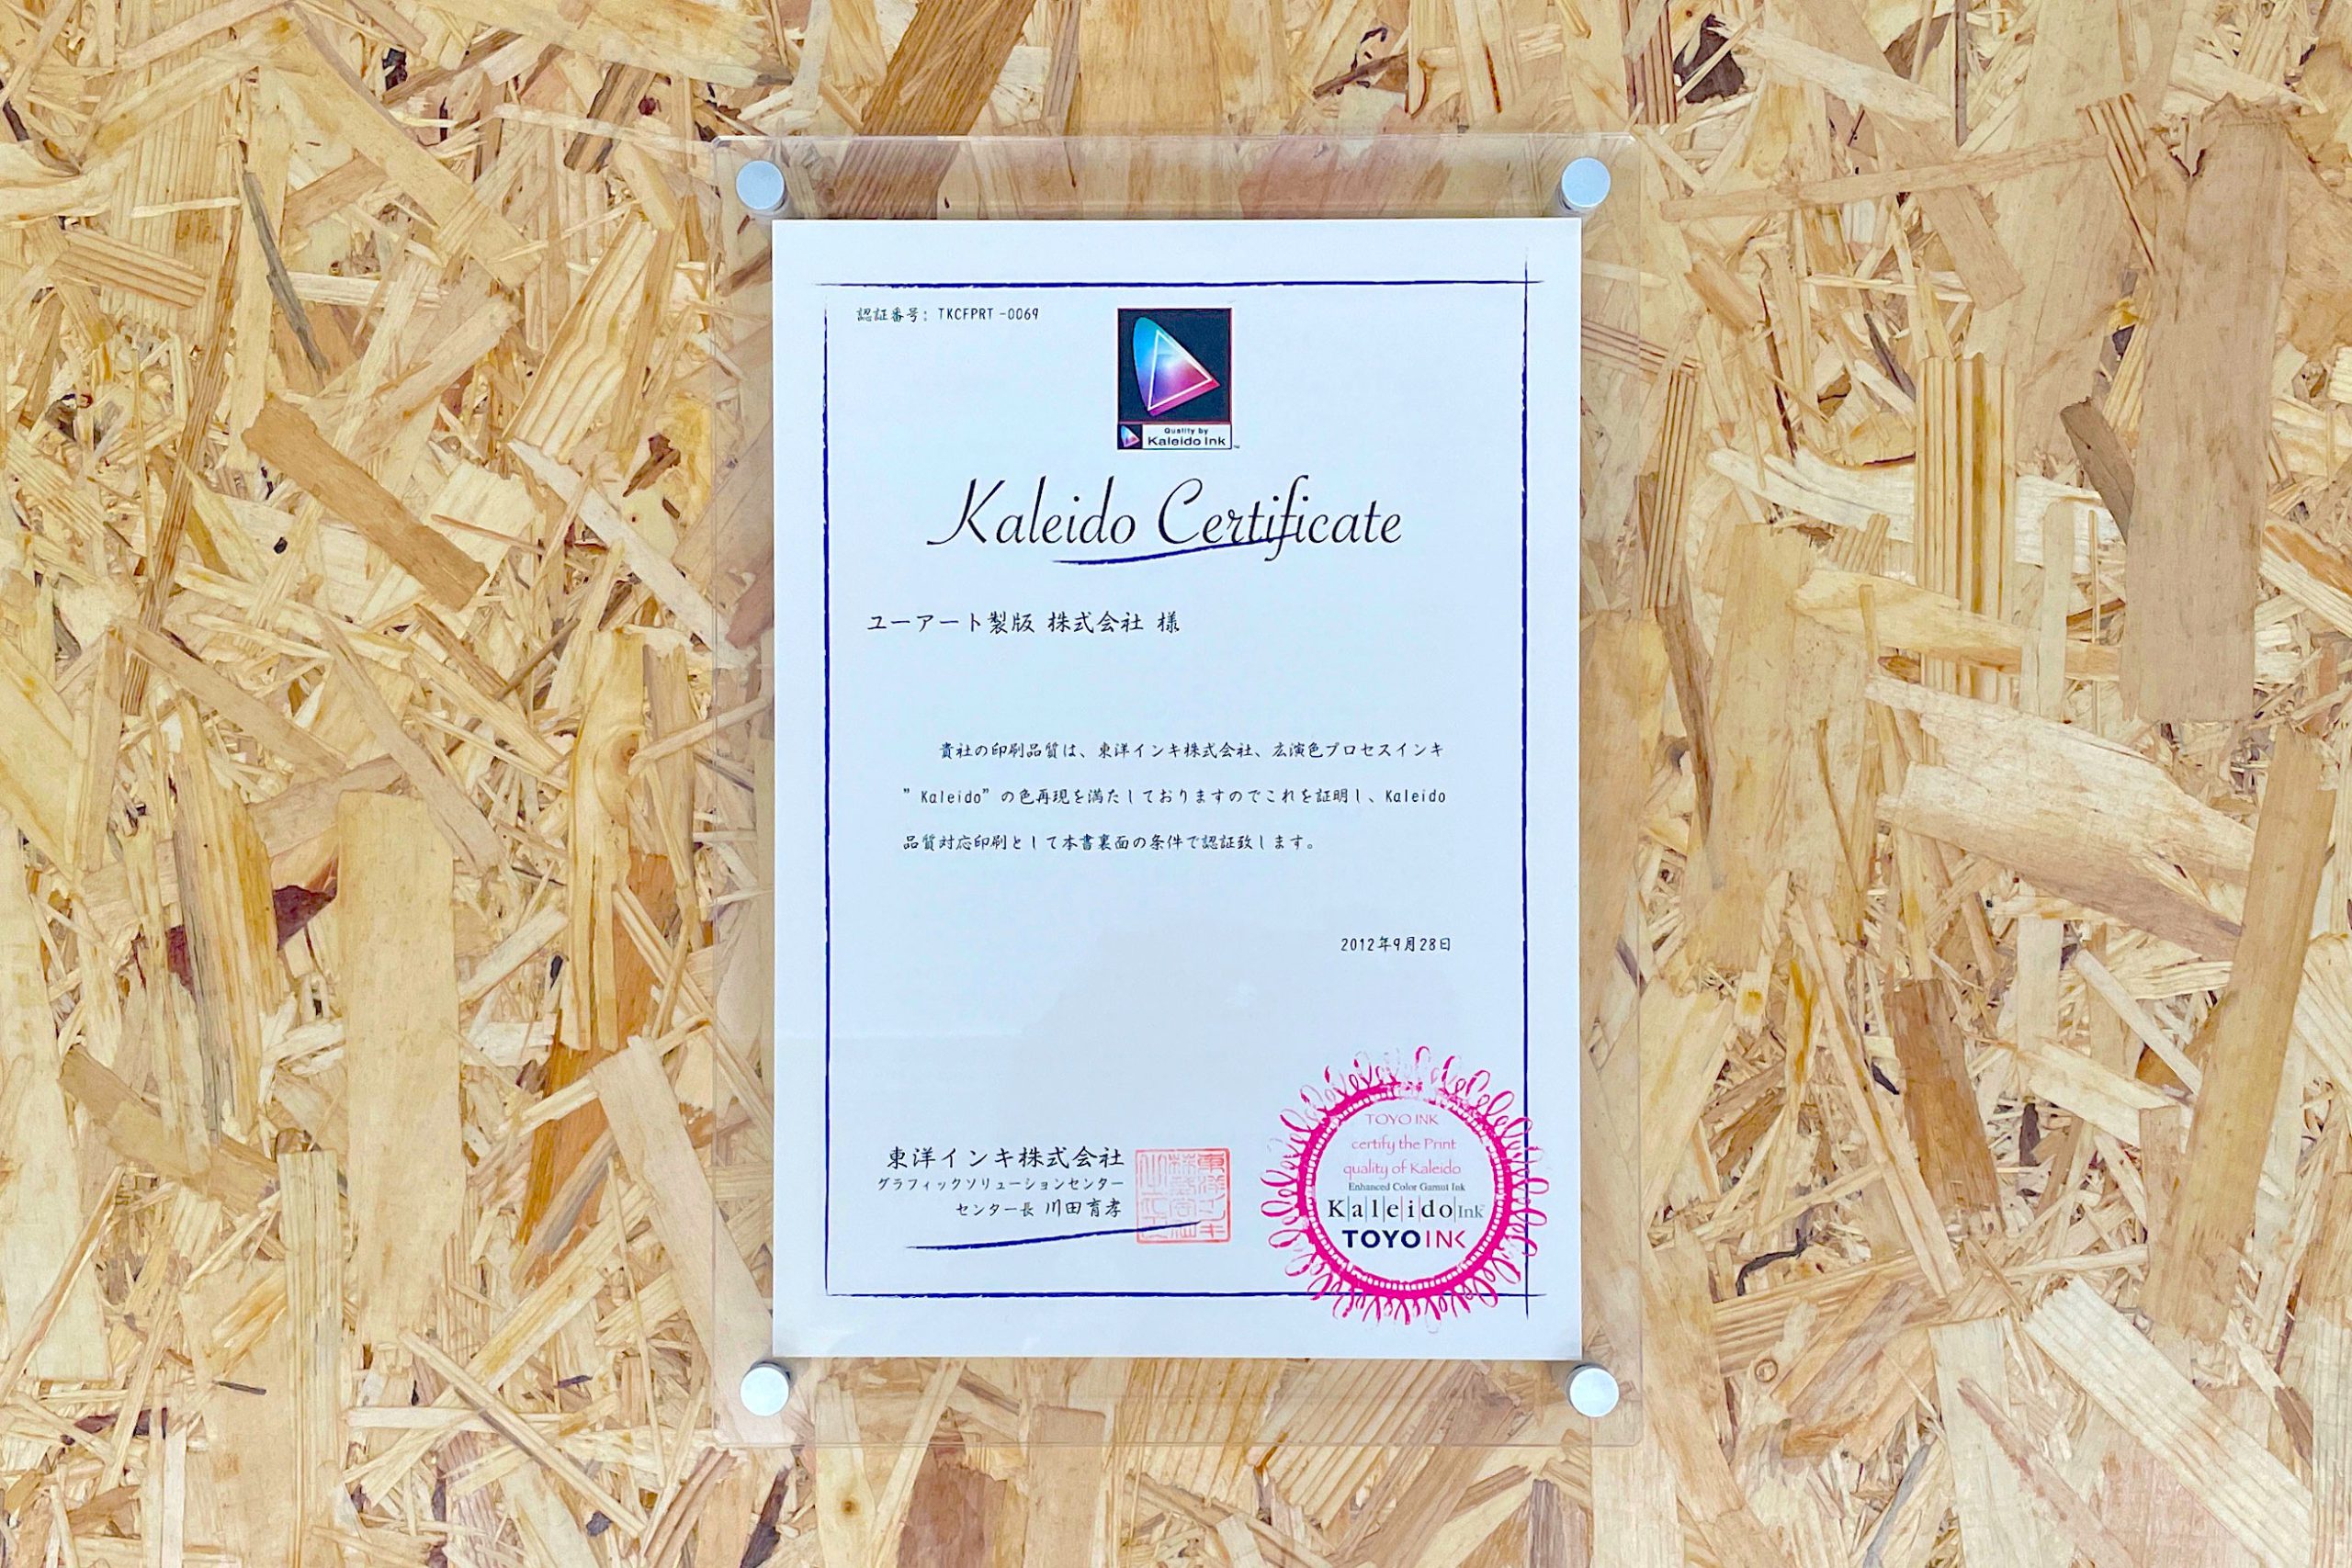 認証番号: TKCFPRT-0069
Quality by
Kaleido Ink™
Kaleido Certificate
ユーアート製版 株式会社 様
貴社の印刷品質は、東洋インキ株式会社、広演色プロセスインキ
”Kaleido”の色再現を満たしておりますのでこれを証明し、Kaleido
品質対応印刷として本書裏面の条件で認証致します。
2012年9月28日
東洋インキ株式会社
グラフィックソリューションセンター
センター長 川田育孝
TOYO INK
certify the Print
quality of Kaleido
Enhanced Color Gamut Ink
K|a|l|e|i|d|o|Ink
TOYOINK